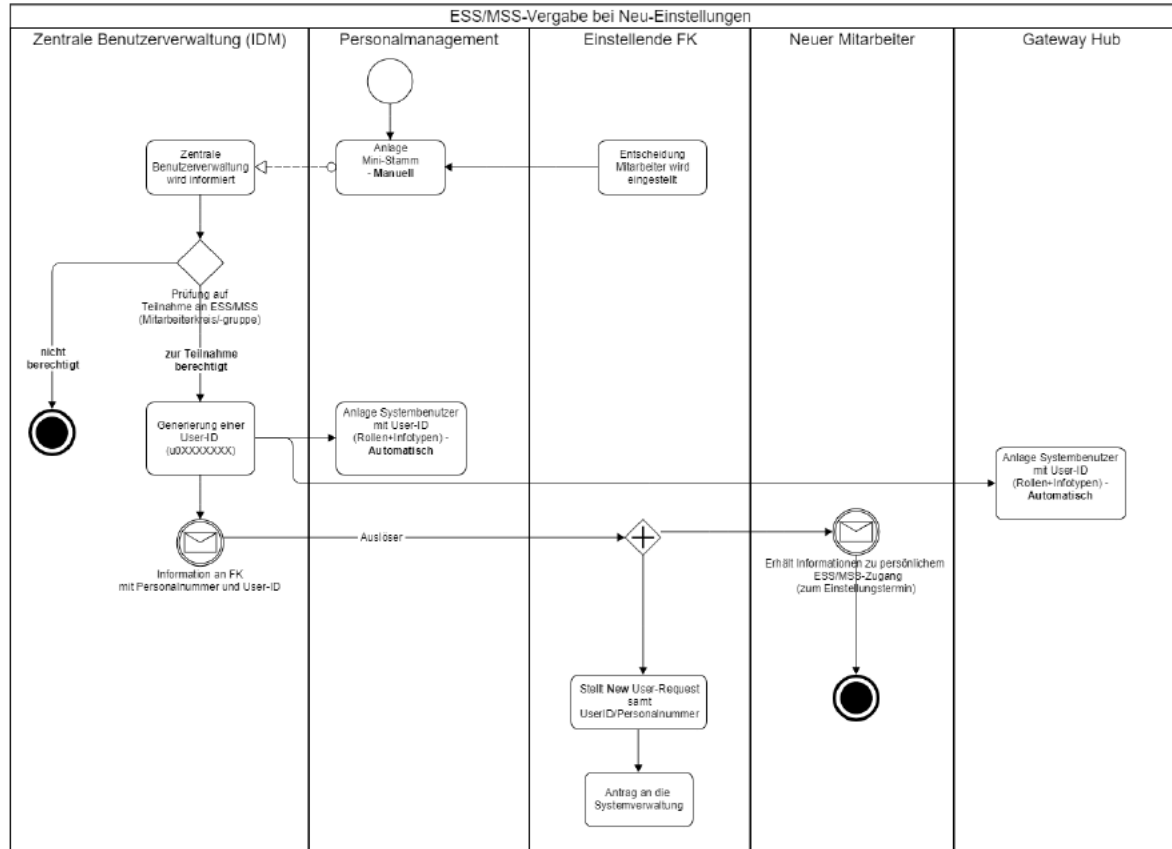 ESS/MSS-Vergabe bei Neu-Einstellungen
Zentrale Benutzerverwaltung (IDM)
Personalmanagement
Einstellende FK
Neuer Mitarbeiter
Gateway Hub
Zentrale
Benutzerverwaltung
wird informiert
Anlage
Mini-Stamm
- Manuell
Entscheidung
Mitarbeiter wird
eingestellt
Prüfung auf
Teilnahme an ESS/MSS
(Mitarbeiterkreis/-gruppe)
nicht
berechtigt
zur Teilnahme
berechtigt
Generierung einer
User-ID
(u0XXXXXXX)
Anlage Systembenutzer
mit User-ID
(Rollen+Infotypen) -
Automatisch
Anlage Systembenutzer
mit User-ID
(Rollen+Infotypen) -
Automatisch
Auslöser
Information an FK
mit Personalnummer und User-ID
Erhält Informationen zu persönlichem
ESS/MSS-Zugang
(zum Einstellungstermin)
Stellt New User-Request
samt
UserID/Personalnummer
Antrag an die
Systemverwaltung